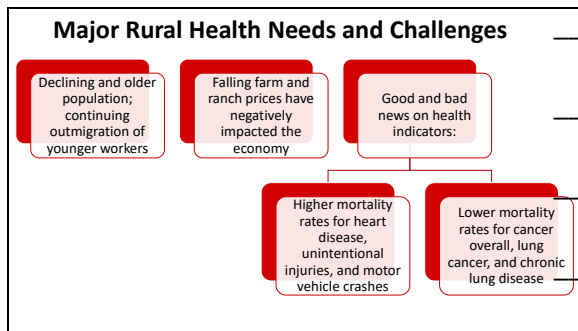 Major Rural Health Needs and Challenges
Declining and older
population;
continuing
outmigration of
younger workers
Falling farm and
ranch prices have
negatively
impacted the
economy
Good and bad
news on health
indicators:
Higher mortality
rates for heart
disease,
unintentional
injuries, and motor
vehicle crashes
Lower mortality
rates for cancer
overall, lung
cancer, and chronic
lung disease